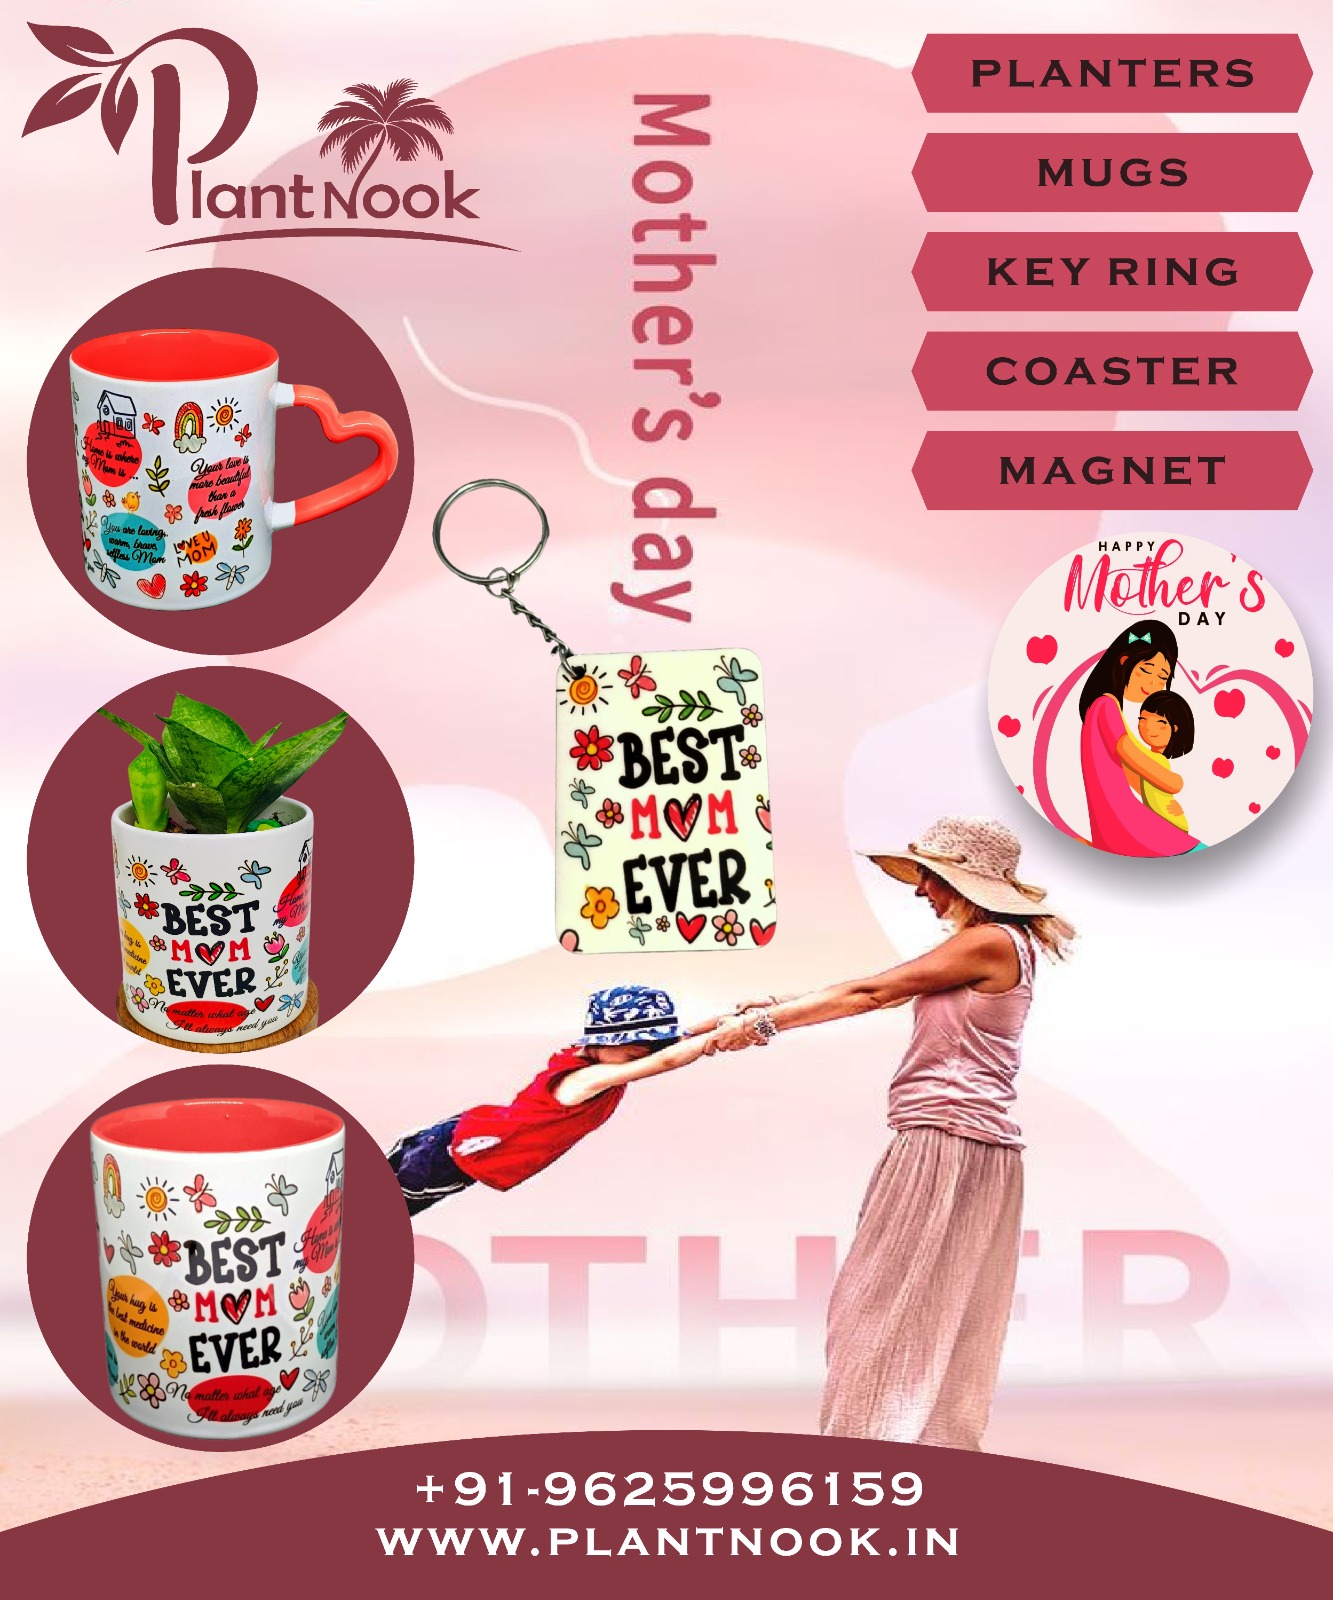 PlantNook
Mother's day
PLANTERS
MUGS
KEY RING
COASTER
MAGNET
HAPPY
Mother's
DAY
Home is where
my Mom is ...
Your love is
more beautiful
than a
fresh flower
You are loving,
warm, brave,
selfless Mom
LOVE U
MOM
BEST
MOM
EVER
BEST
MOM
EVER
No matter what age
I'll always need you
BEST
MOM
EVER
Your hug is
the best medicine
in the world
No matter what age
I'll always need you
OTHER
+91-9625996159
WWW.PLANTNOOK.IN